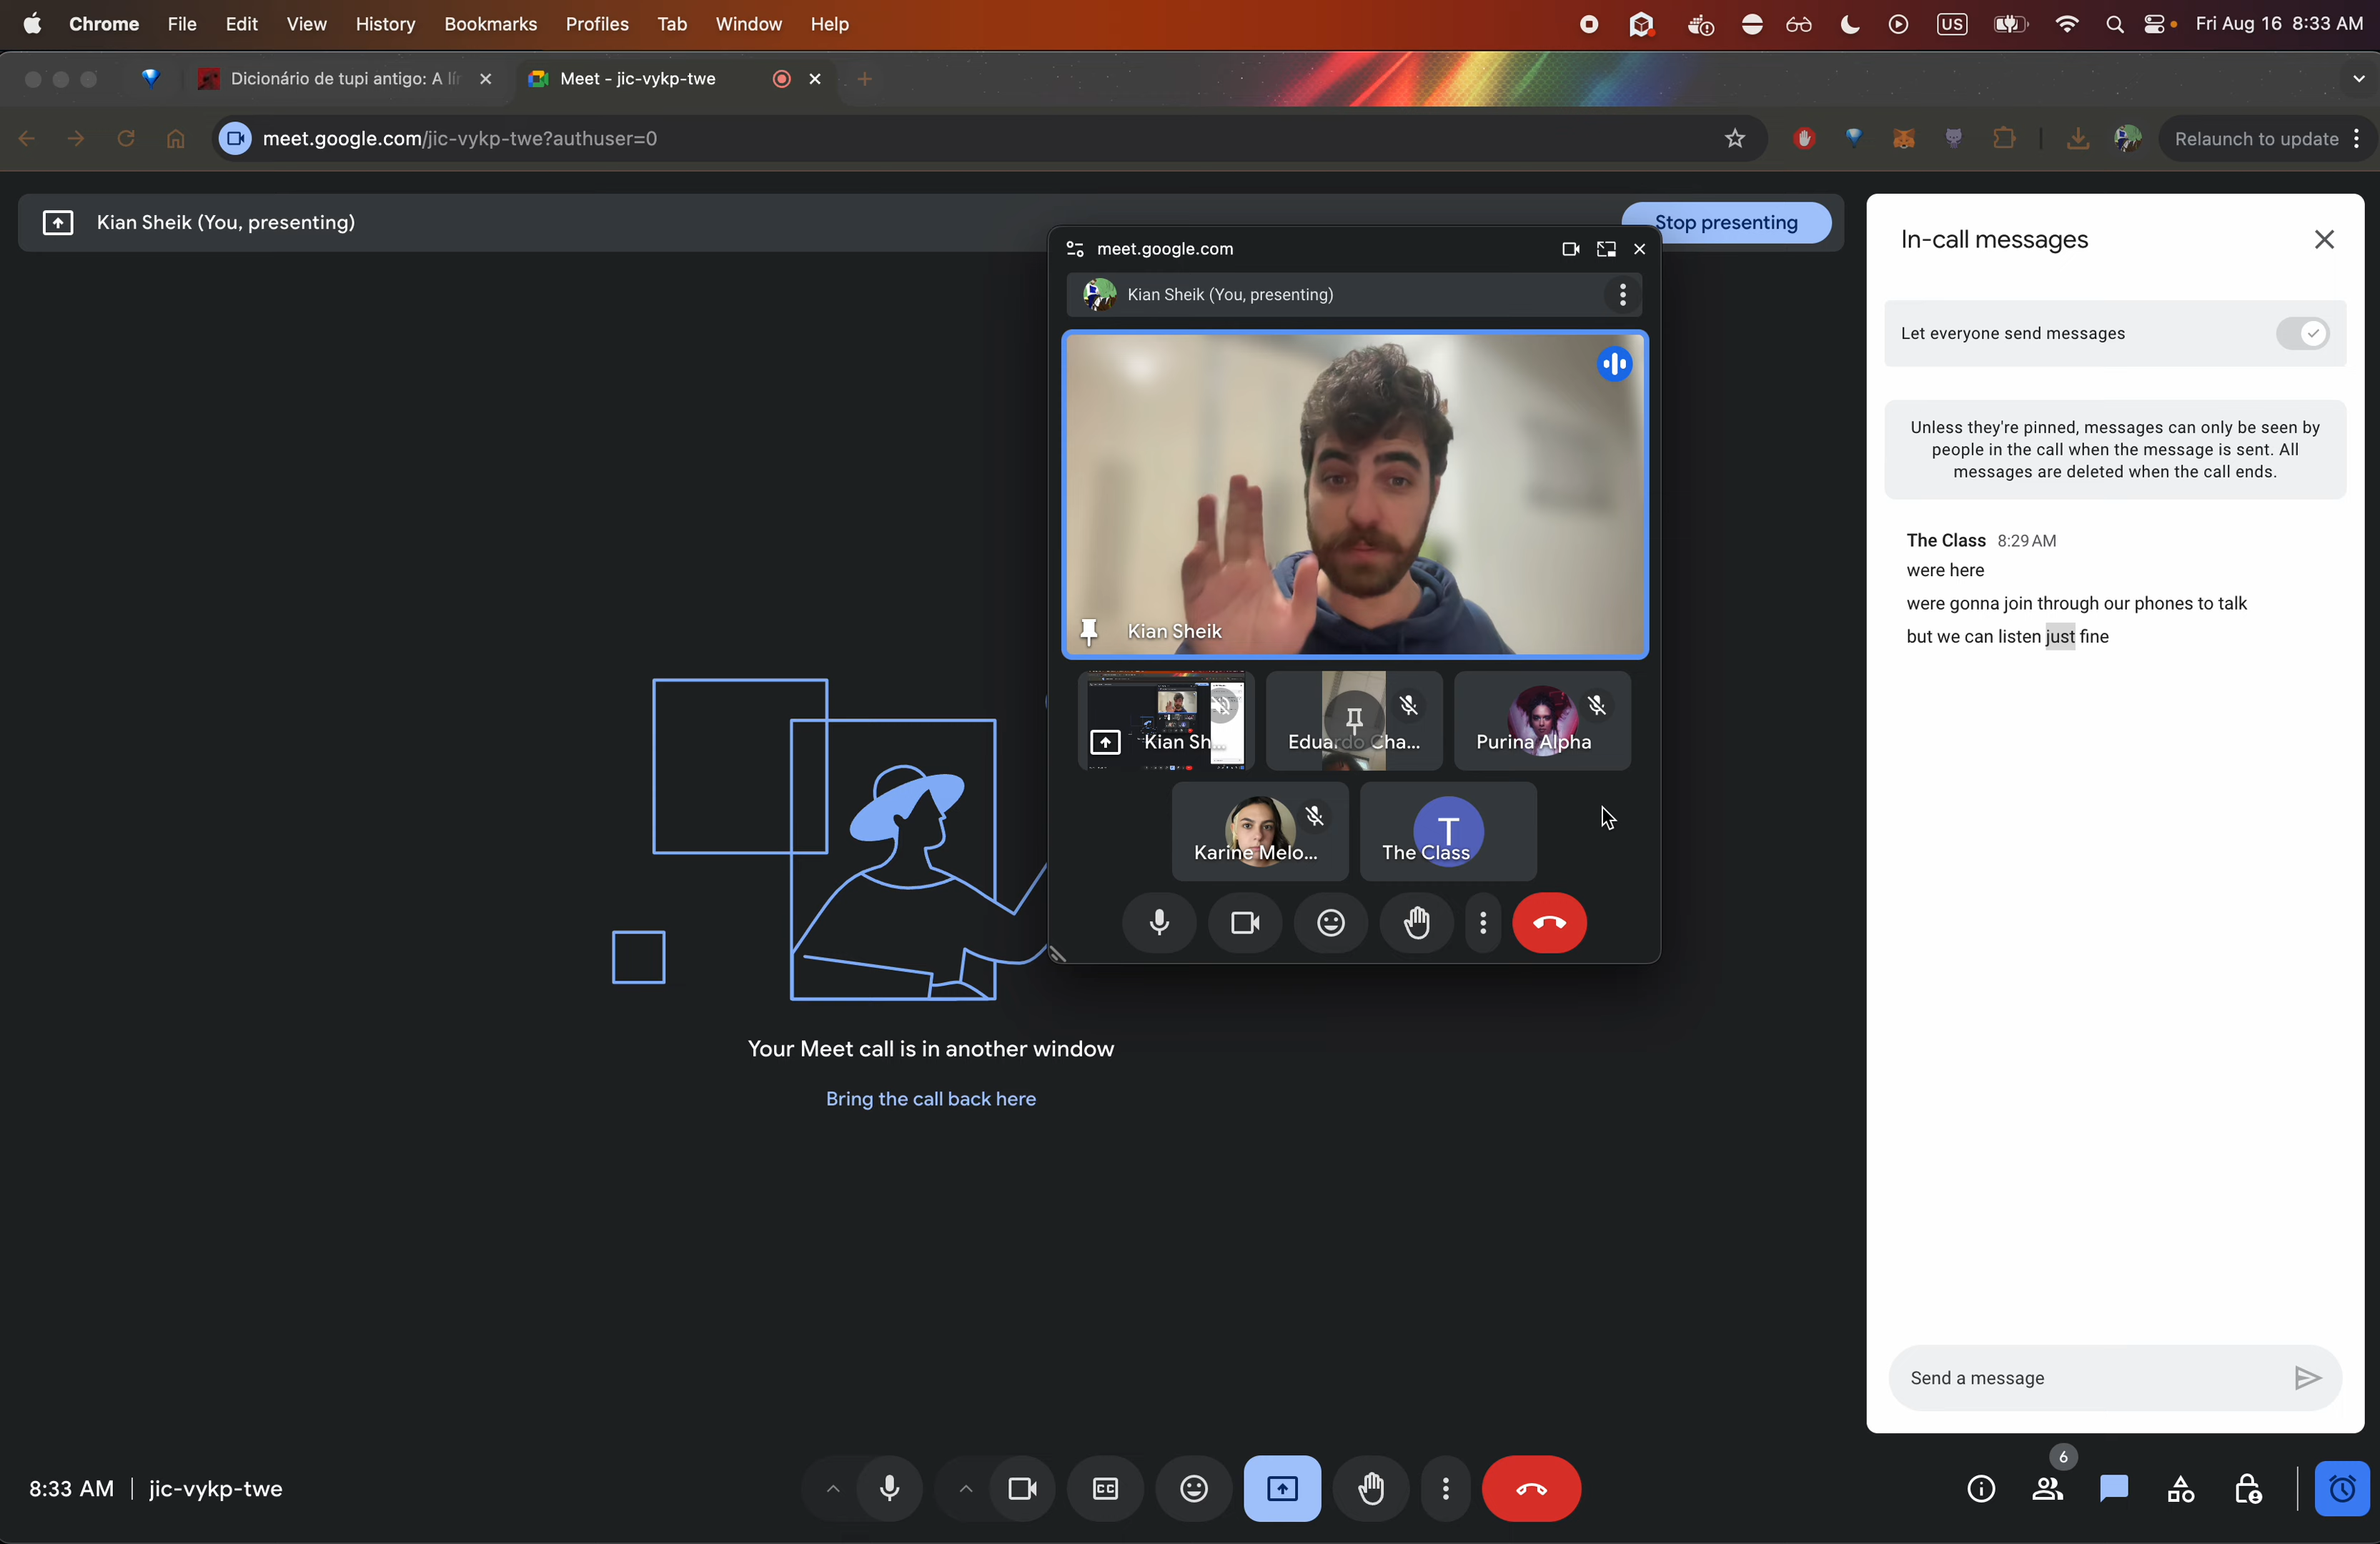 Chrome File Edit View History Bookmarks Profiles Tab Window Help
US
Fri Aug 16 8:33 AM
Dicionário de tupi antigo: A lín
Meet - jic-vykp-twe
meet.google.com/jic-vykp-twe?authuser=0
Relaunch to update
Kian Sheik (You, presenting)
Stop presenting
meet.google.com
Kian Sheik (You, presenting)
Kian Sheik
Kian Sh...
Eduardo Cha...
Purina Alpha
Karine Melo...
T
The Class
Your Meet call is in another window
Bring the call back here
In-call messages
Let everyone send messages
Unless they're pinned, messages can only be seen by
people in the call when the message is sent. All
messages are deleted when the call ends.
The Class 8:29 AM
were here
were gonna join through our phones to talk
but we can listen just fine
Send a message
8:33 AM | jic-vykp-twe
CC
6